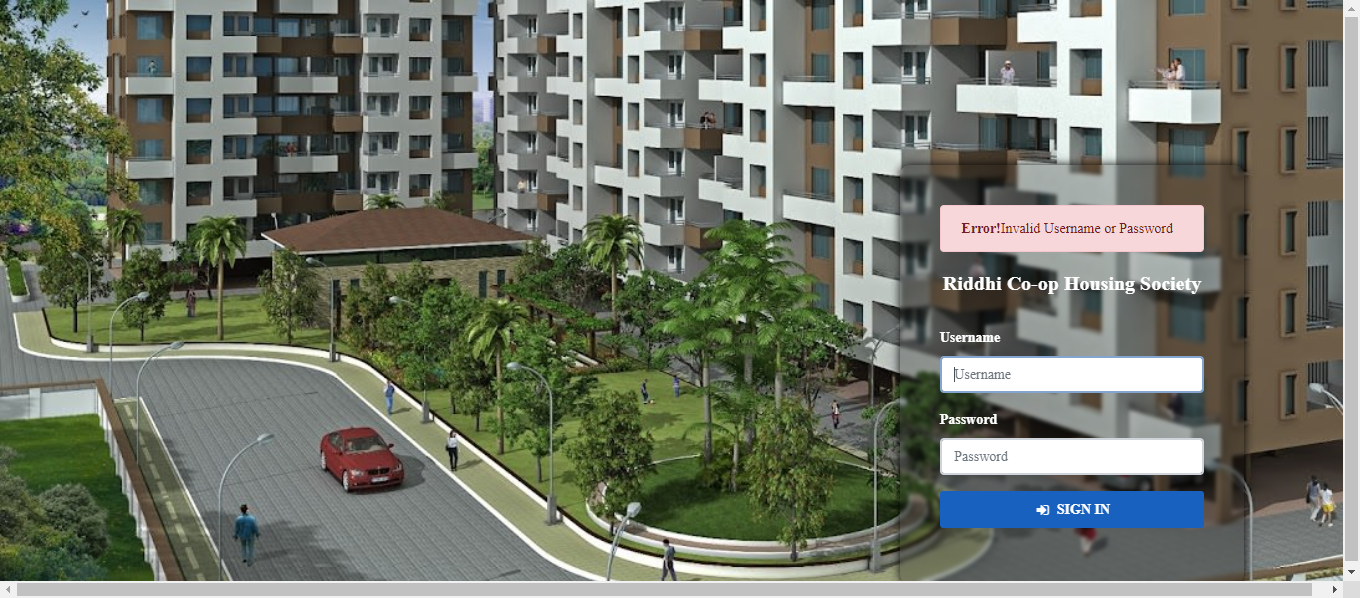 Error!Invalid Username or Password
Riddhi Co-op Housing Society
Username
Username
Password
Password
SIGN IN